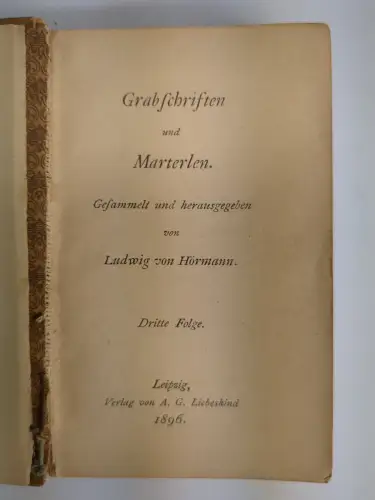 Grabſchriften
und
Marterlen.
Geſammelt und herausgegeben
von
Ludwig von Hörmann.
Dritte Folge.
Leipzig,
Verlag von A. G. Liebeskind
1896.